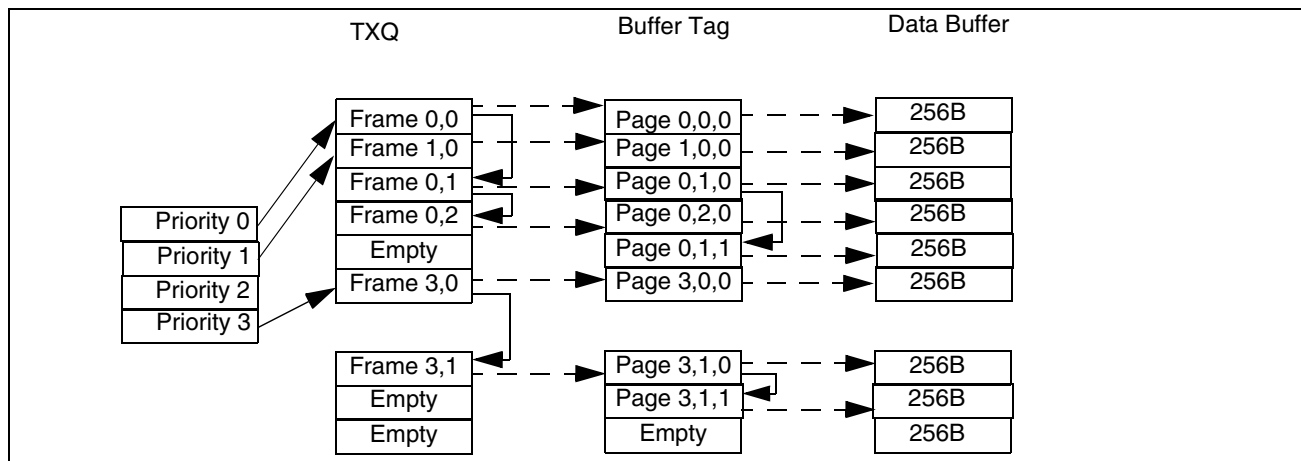 TXQ Buffer Tag Data Buffer
Frame 0,0 Page 0,0,0 256B
Frame 1,0 Page 1,0,0 256B
Frame 0,1 Page 0,1,0 256B
Priority 0 Frame 0,2 Page 0,2,0 256B
Priority 1 Empty Page 0,1,1 256B
Priority 2 Frame 3,0 Page 3,0,0 256B
Priority 3
Frame 3,1 Page 3,1,0 256B
Empty Page 3,1,1 256B
Empty Empty 256B